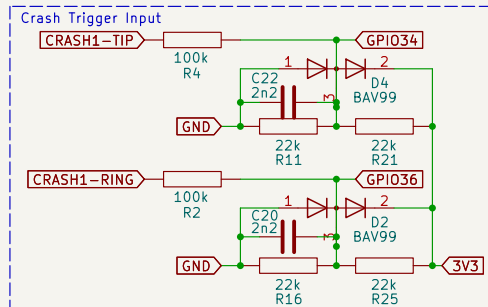 Crash Trigger Input
CRASH1-TIP
100k
R4
GPIO34
1
2
C22
2n2
3
D4
BAV99
GND
22k
R11
22k
R21
CRASH1-RING
100k
R2
GPIO36
1
2
C20
2n2
3
D2
BAV99
GND
22k
R16
22k
R25
3V3